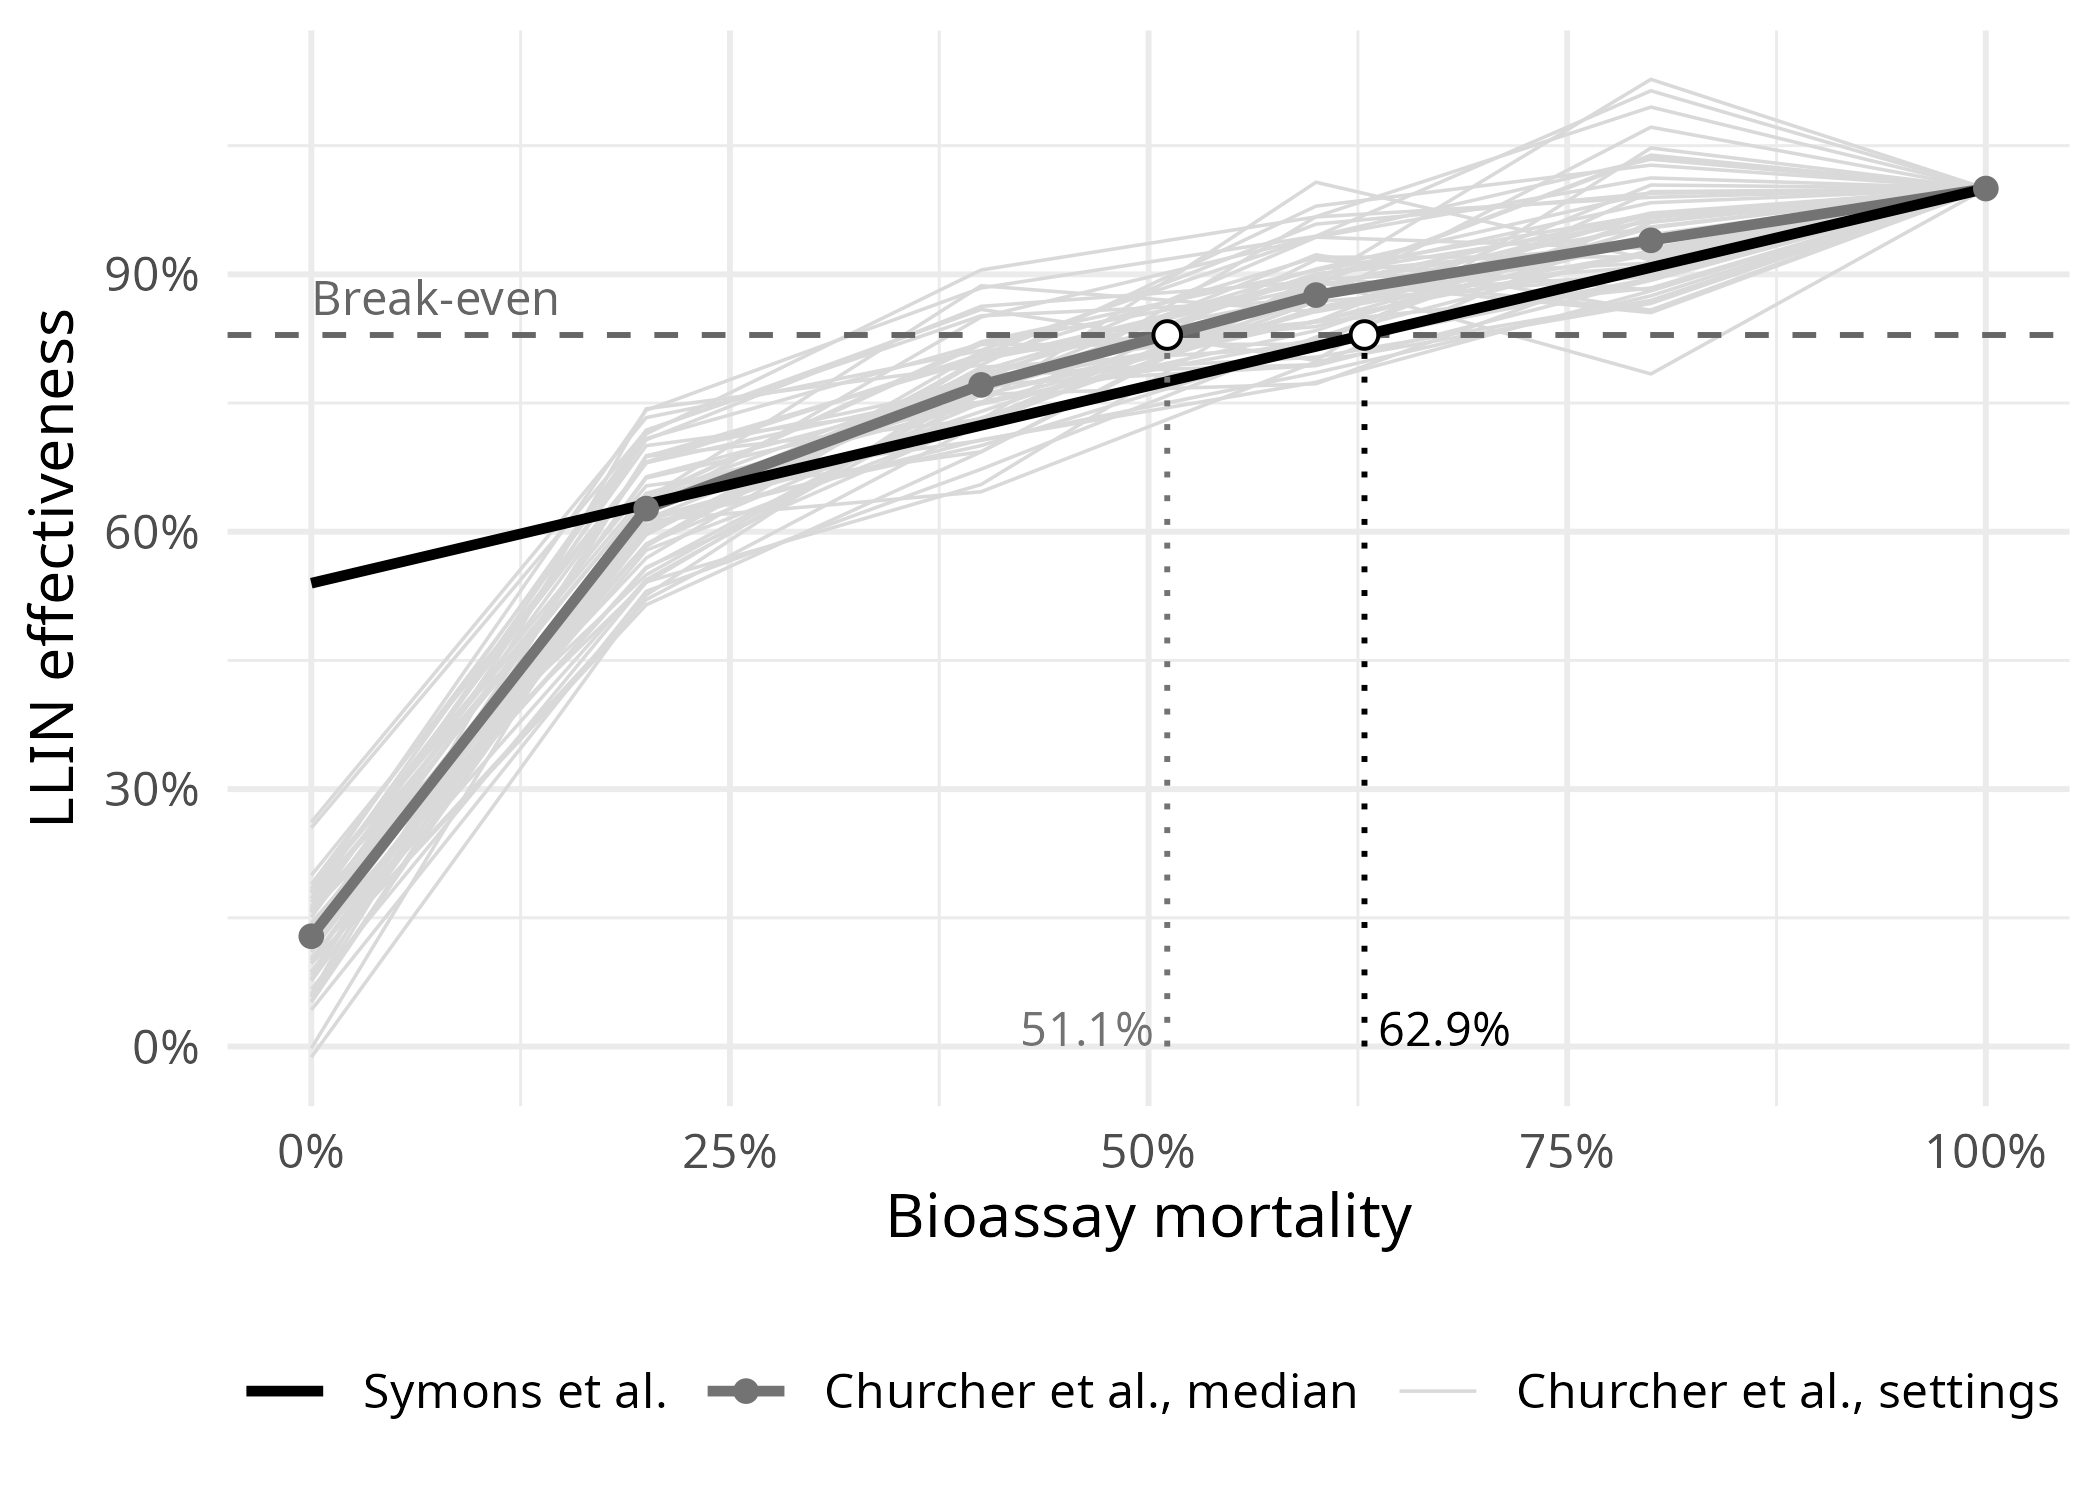 LLIN effectiveness
90%
60%
30%
0%
Break-even
51.1%
62.9%
0%
25%
50%
75%
100%
Bioassay mortality
Symons et al.
Churcher et al., median
Churcher et al., settings